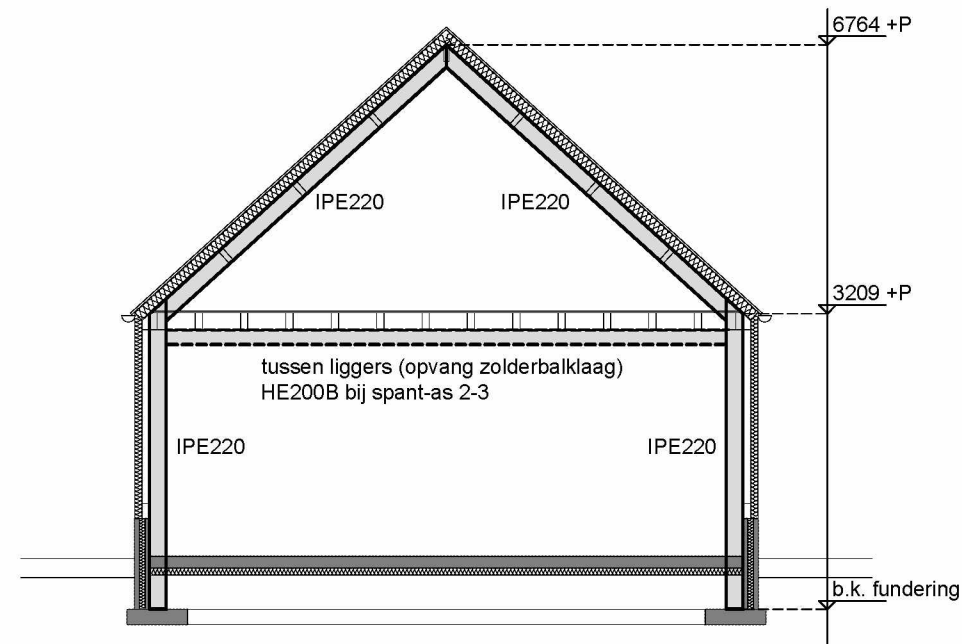 6764 +P
IPE220
IPE220
3209 +P
tussen liggers (opvang zolderbalklaag)
HE200B bij spant-as 2-3
IPE220
IPE220
b.k. fundering